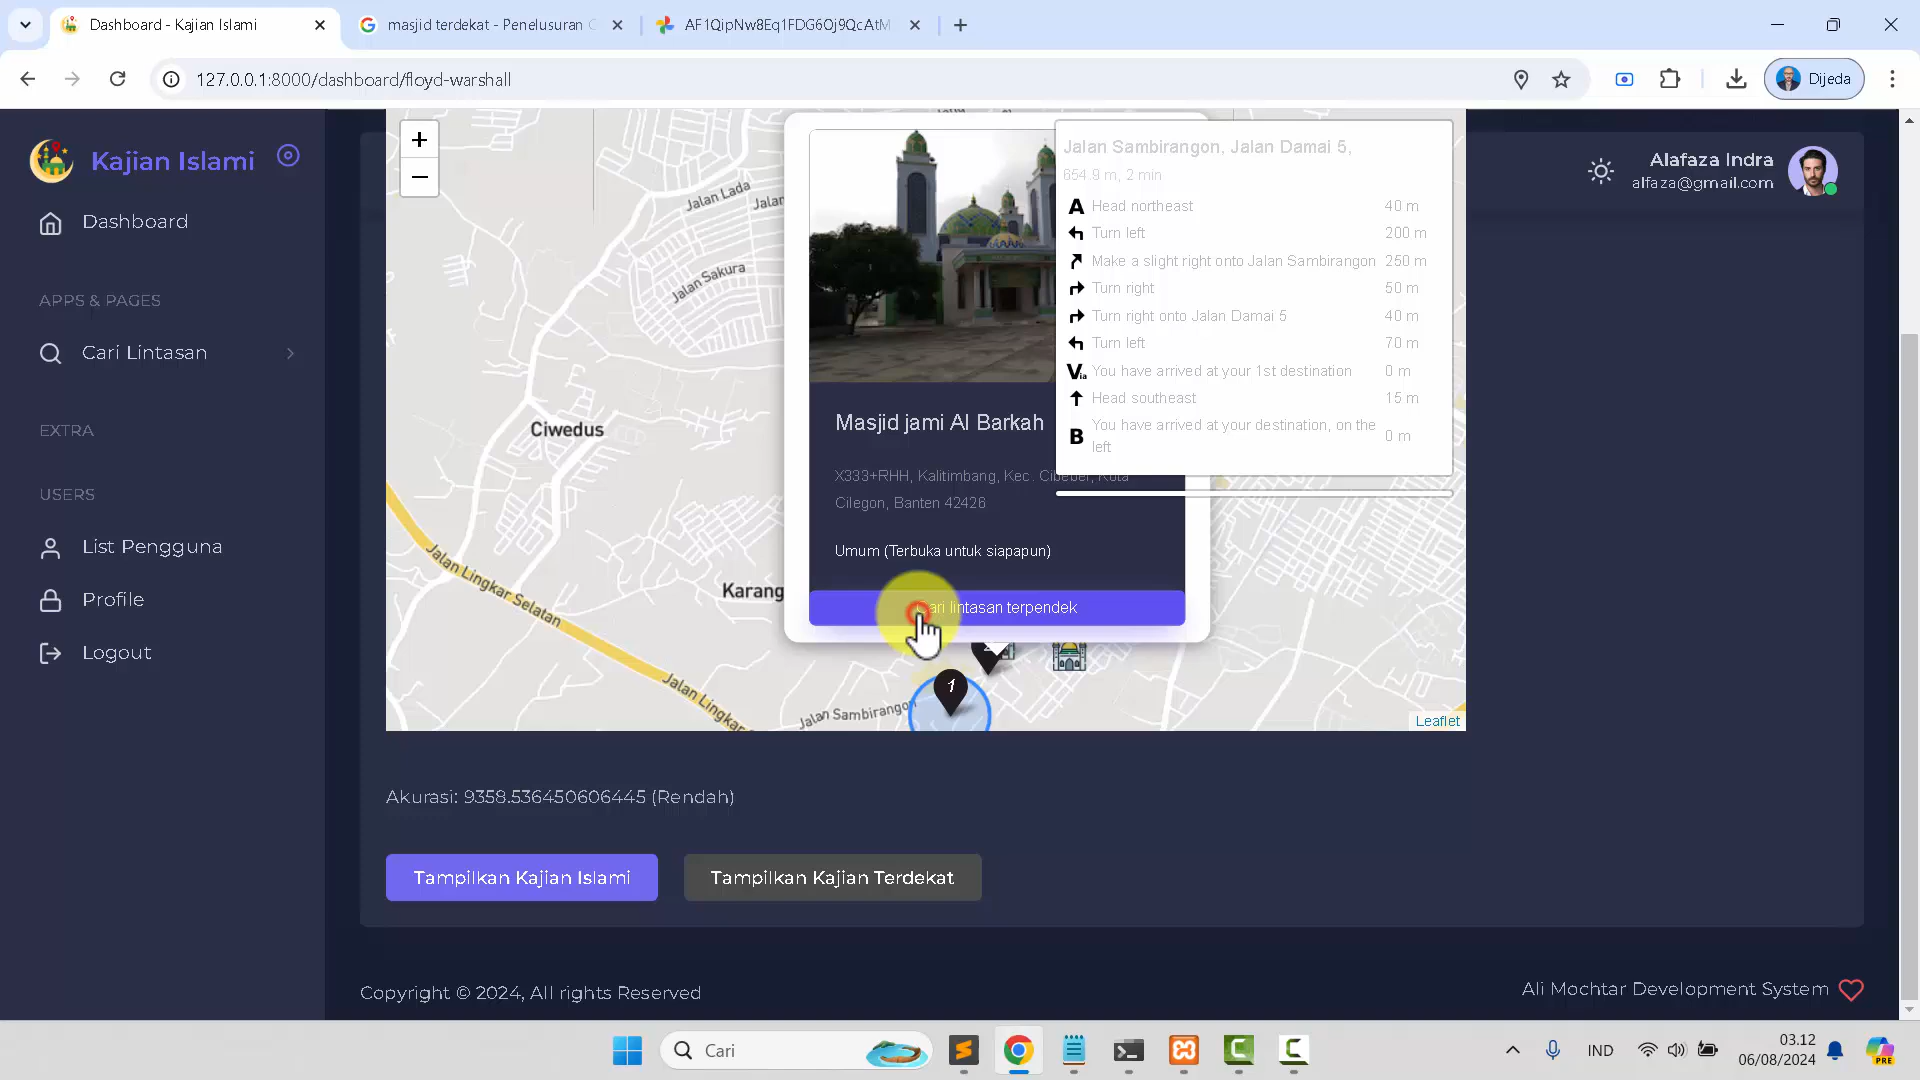 Dashboard - Kajian Islami
masjid terdekat - Penelusuran G
AF1QipNw8Eq1FDG6Oj9QcAtM
127.0.0.1:8000/dashboard/floyd-warshall
Dijeda
Kajian Islami
Dashboard
APPS & PAGES
Cari Lintasan
EXTRA
USERS
List Pengguna
Profile
Logout
Alafaza Indra
alfaza@gmail.com
+
−
Jalan Lada
Jalan
Jalan Sakura
Ciwedus
Karang
Jalan Lingkar Selatan
Jalan Lingkar
Jalan Sambirangon
Jalan Sambirangon, Jalan Damai 5,
654.9 m, 2 min
A Head northeast 40 m
Turn left 200 m
Make a slight right onto Jalan Sambirangon 250 m
Turn right 50 m
Turn right onto Jalan Damai 5 40 m
Turn left 70 m
Via You have arrived at your 1st destination 0 m
Head southeast 15 m
B You have arrived at your destination, on the left 0 m
Masjid jami Al Barkah
X333+RHH, Kalitimbang, Kec. Cibeber, Kota
Cilegon, Banten 42426
Umum (Terbuka untuk siapapun)
Cari lintasan terpendek
1
Leaflet
Akurasi: 9358.536450606445 (Rendah)
Tampilkan Kajian Islami
Tampilkan Kajian Terdekat
Copyright © 2024, All rights Reserved
Ali Mochtar Development System
Cari
IND
03.12
06/08/2024
PRE